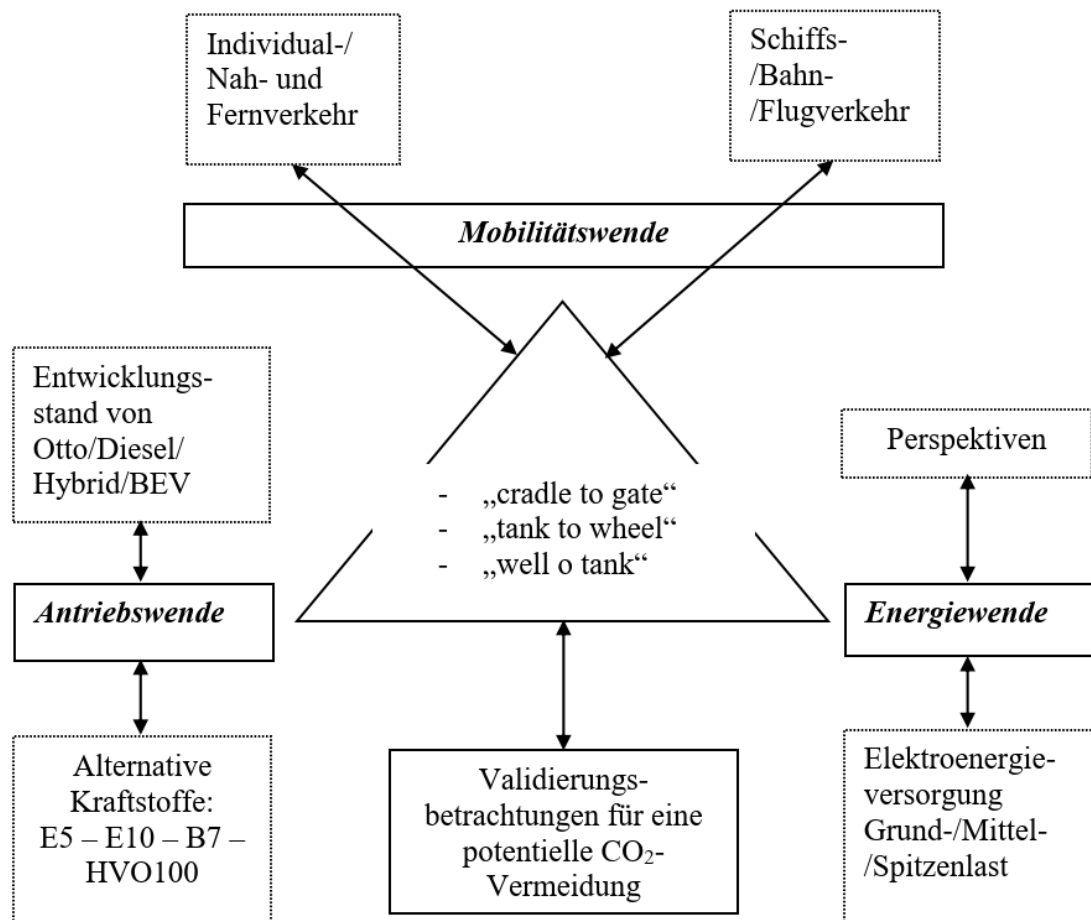 Individual-/
Nah- und
Fernverkehr
Schiffs-
/Bahn-
/Flugverkehr
Mobilitätswende
Entwicklungs-
stand von
Otto/Diesel/
Hybrid/BEV
Perspektiven
- „cradle to gate“
- „tank to wheel“
- „well o tank“
Antriebswende
Energiewende
Alternative
Kraftstoffe:
E5 – E10 – B7 –
HVO100
Validierungs-
betrachtungen für eine
potentielle CO₂-
Vermeidung
Elektroenergie-
versorgung
Grund-/Mittel-
/Spitzenlast